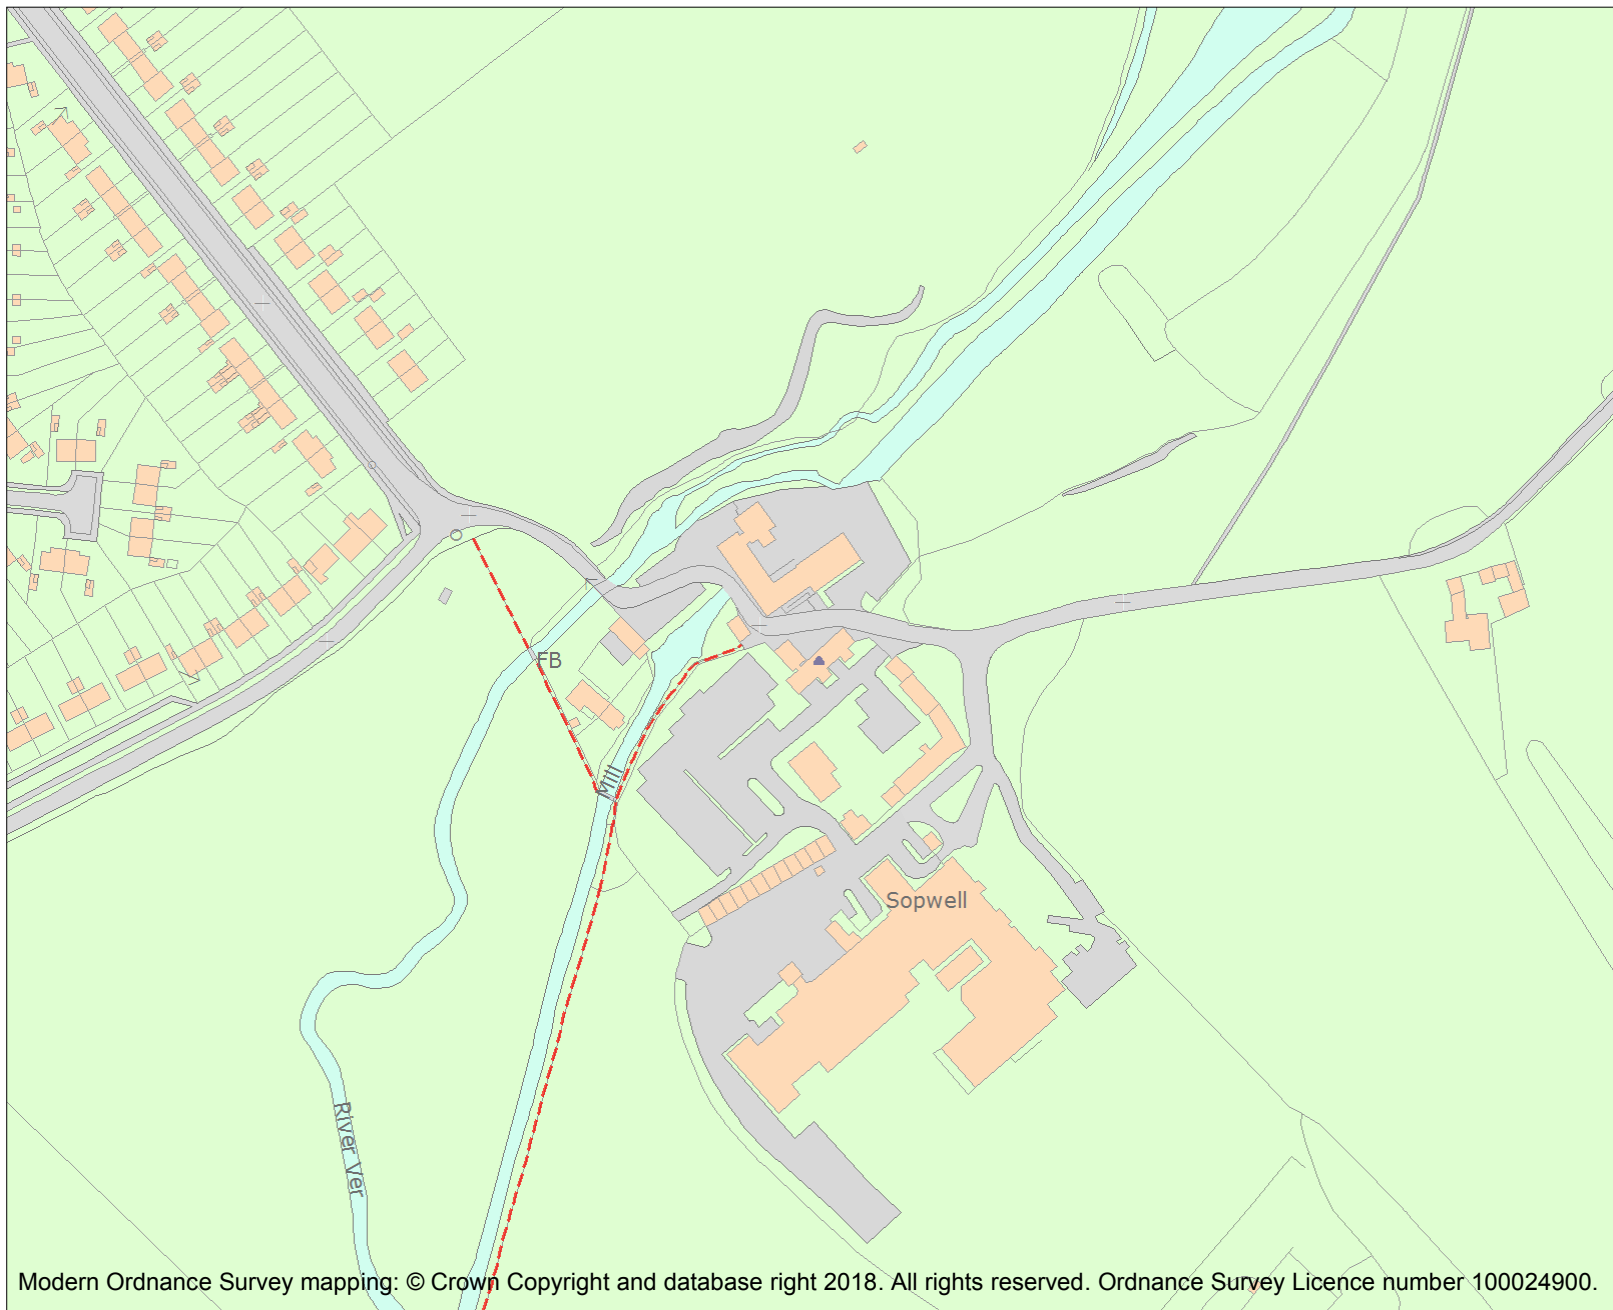 FB
Mill
Sopwell
River Ver
Modern Ordnance Survey mapping: © Crown Copyright and database right 2018. All rights reserved. Ordnance Survey Licence number 100024900.